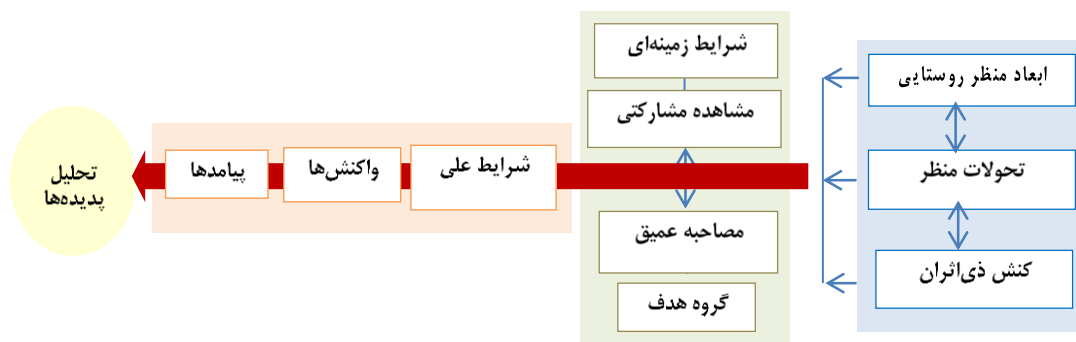 ابعاد منظر روستایی
تحولات منظر
کنش ذی‌اثران
شرایط زمینه‌ای
مشاهده مشارکتی
مصاحبه عمیق
گروه هدف
شرایط علی
واکنش‌ها
پیامدها
تحلیل
پدیده‌ها